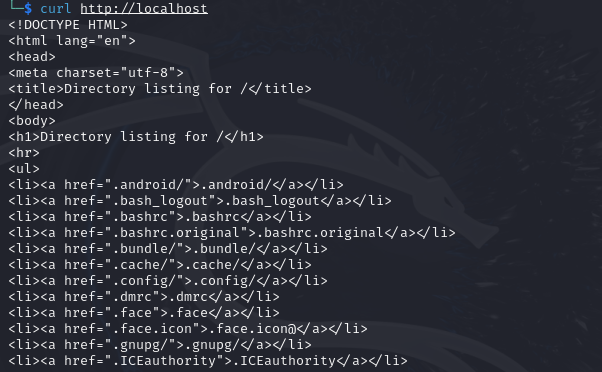 └─$ curl http://localhost
<!DOCTYPE HTML>
<html lang="en">
<head>
<meta charset="utf-8">
<title>Directory listing for /</title>
</head>
<body>
<h1>Directory listing for /</h1>
<hr>
<ul>
<li><a href=".android/">.android/</a></li>
<li><a href=".bash_logout">.bash_logout</a></li>
<li><a href=".bashrc">.bashrc</a></li>
<li><a href=".bashrc.original">.bashrc.original</a></li>
<li><a href=".bundle/">.bundle/</a></li>
<li><a href=".cache/">.cache/</a></li>
<li><a href=".config/">.config/</a></li>
<li><a href=".dmrc">.dmrc</a></li>
<li><a href=".face">.face</a></li>
<li><a href=".face.icon">.face.icon@</a></li>
<li><a href=".gnupg/">.gnupg/</a></li>
<li><a href=".ICEauthority">.ICEauthority</a></li>